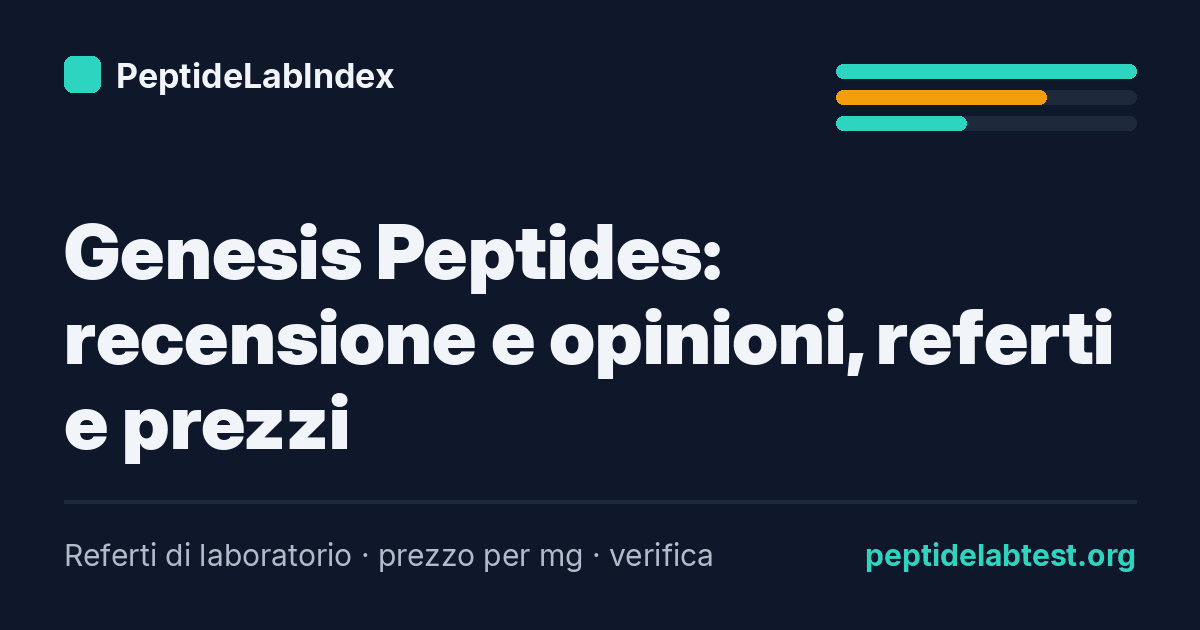 PeptideLabIndex
Genesis Peptides:
recensione e opinioni, referti
e prezzi
Referti di laboratorio · prezzo per mg · verifica
peptidelabtest.org